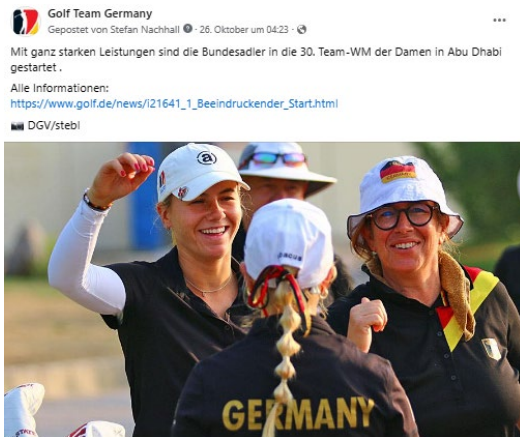 Golf Team Germany
Gepostet von Stefan Nachhall · 26. Oktober um 04:23 ·
Mit ganz starken Leistungen sind die Bundesadler in die 30. Team-WM der Damen in Abu Dhabi
gestartet .
Alle Informationen:
https://www.golf.de/news/i21641_1_Beeindruckender_Start.html
DGV/stebl
a
GERMANY